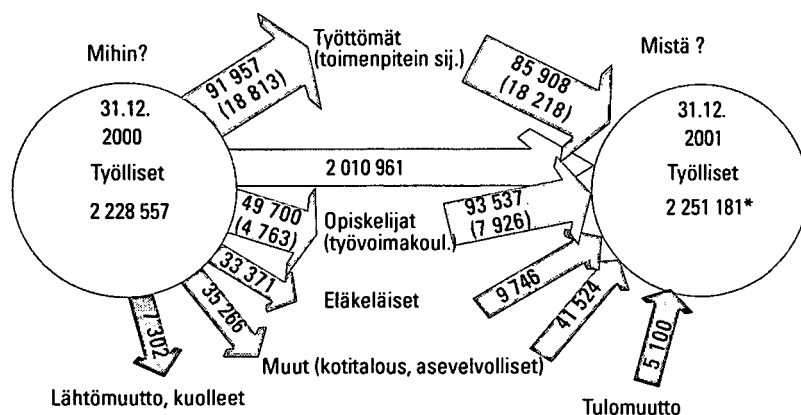 Mihin?
Työttömät
(toimenpitein sij.)
Mistä ?
91 957
(18 813)
85 908
(18 218)
31.12.
2000
Työlliset
2 228 557
2 010 961
31.12.
2001
Työlliset
2 251 181*
49 700
(4 763)
Opiskelijat
(työvoimakoul.)
93 537
(7 926)
33 371
Eläkeläiset
9 746
35 266
Muut (kotitalous, asevelvolliset)
41 524
7 302
Lähtömuutto, kuolleet
5 100
Tulomuutto